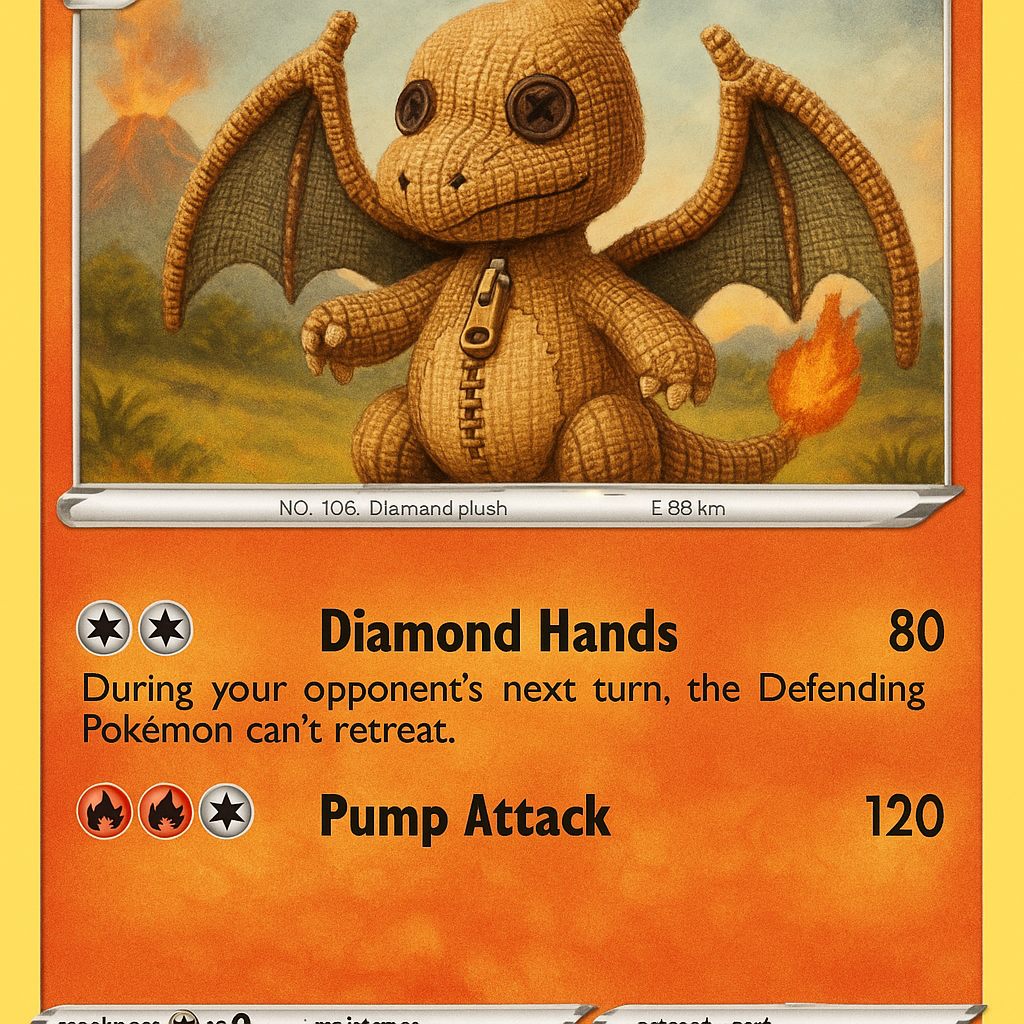 NO. 106. Diamand plush E 88 km
Diamond Hands 80
During your opponent's next turn, the Defending
Pokémon can't retreat.
Pump Attack 120